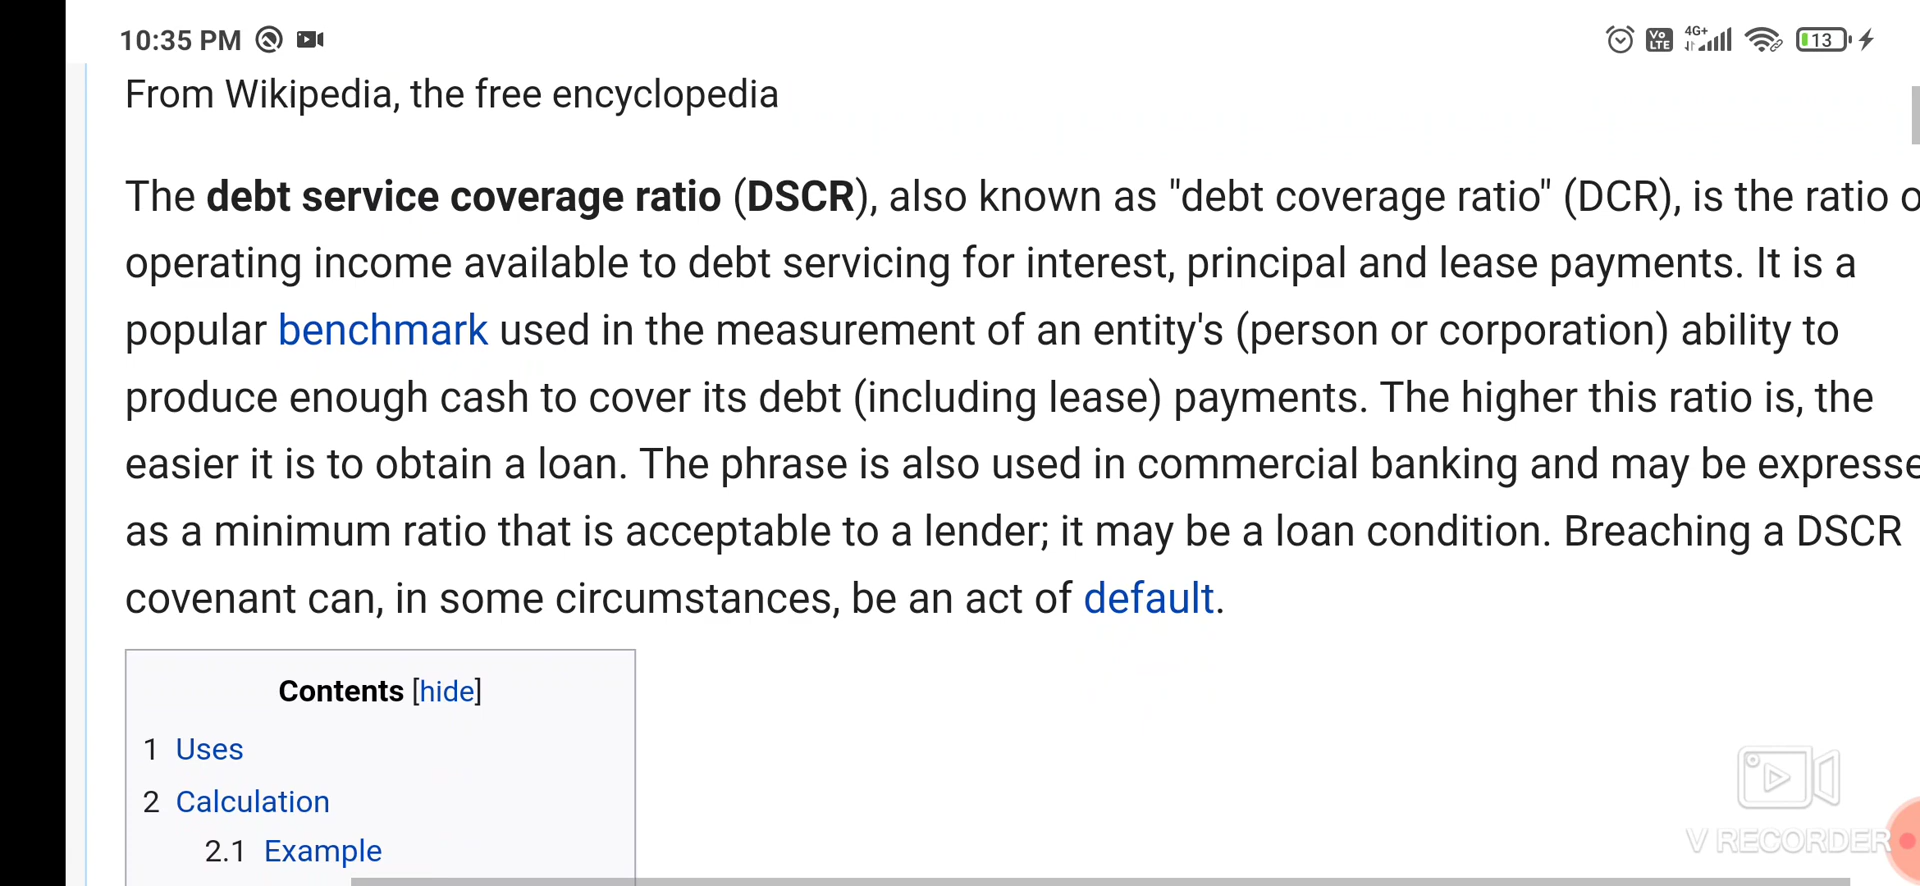 10:35 PM
Vo LTE 4G+ 13
From Wikipedia, the free encyclopedia
The debt service coverage ratio (DSCR), also known as "debt coverage ratio" (DCR), is the ratio o
operating income available to debt servicing for interest, principal and lease payments. It is a
popular benchmark used in the measurement of an entity's (person or corporation) ability to
produce enough cash to cover its debt (including lease) payments. The higher this ratio is, the
easier it is to obtain a loan. The phrase is also used in commercial banking and may be expresse
as a minimum ratio that is acceptable to a lender; it may be a loan condition. Breaching a DSCR
covenant can, in some circumstances, be an act of default.
Contents [hide]
1 Uses
2 Calculation
2.1 Example
V RECORDER